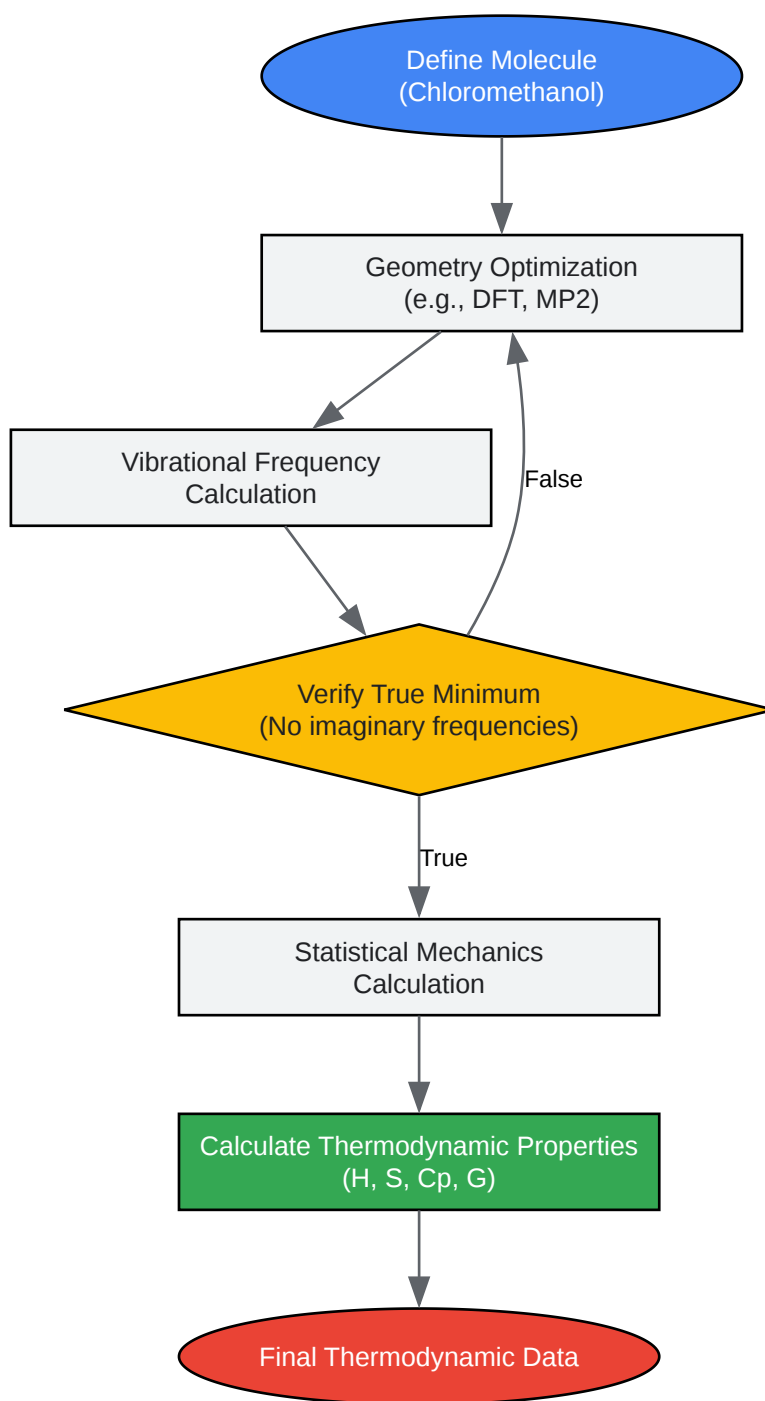 Define Molecule
(Chloromethanol)
Geometry Optimization
(e.g., DFT, MP2)
Vibrational Frequency
Calculation
False
Verify True Minimum
(No imaginary frequencies)
True
Statistical Mechanics
Calculation
Calculate Thermodynamic Properties
(H, S, Cp, G)
Final Thermodynamic Data